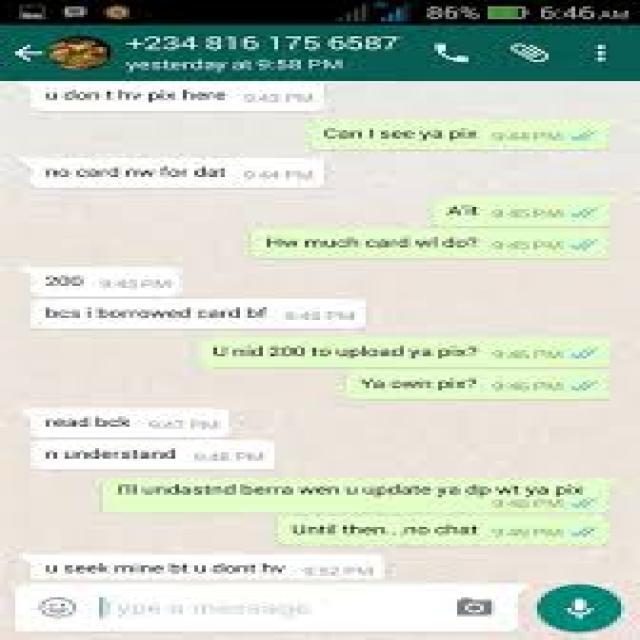 86% 6:46 AM
+234 816 175 6587
yesterday at 9:58 PM
u don t hv pix here 9:43 PM
Can I see ya pix 9:44 PM
no card nw for dat 9:44 PM
A'it 9:45 PM
Hw much card wl do? 9:45 PM
200 9:45 PM
bcs i borrowed card bf 9:45 PM
U nid 200 to upload ya pix? 9:46 PM
Ya own pix? 9:46 PM
read bck 9:47 PM
n understand 9:48 PM
I'll undastnd berra wen u update ya dp wt ya pix
9:48 PM
Until then.. no chat 9:49 PM
u seek mine bt u dont hv 9:52 PM
Type a message